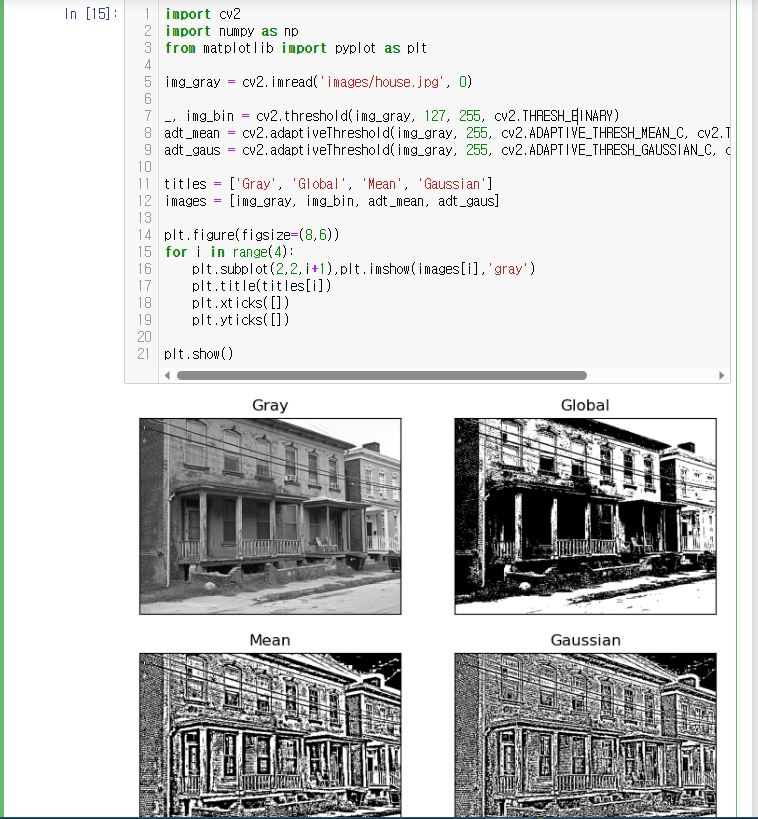 In [15]:
1 import cv2
2 import numpy as np
3 from matplotlib import pyplot as plt
4
5 img_gray = cv2.imread('images/house.jpg', 0)
6
7 _, img_bin = cv2.threshold(img_gray, 127, 255, cv2.THRESH_BINARY)
8 adt_mean = cv2.adaptiveThreshold(img_gray, 255, cv2.ADAPTIVE_THRESH_MEAN_C, cv2.T
9 adt_gaus = cv2.adaptiveThreshold(img_gray, 255, cv2.ADAPTIVE_THRESH_GAUSSIAN_C, c
10
11 titles = ['Gray', 'Global', 'Mean', 'Gaussian']
12 images = [img_gray, img_bin, adt_mean, adt_gaus]
13
14 plt.figure(figsize=(8,6))
15 for i in range(4):
16     plt.subplot(2,2,i+1),plt.imshow(images[i],'gray')
17     plt.title(titles[i])
18     plt.xticks([])
19     plt.yticks([])
20
21 plt.show()
Gray Global
Mean Gaussian